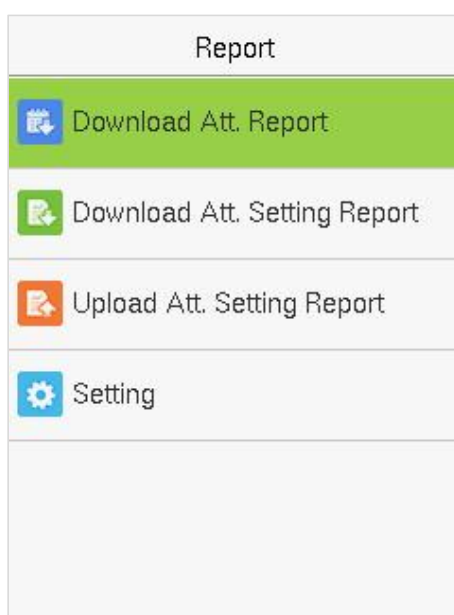 Report
Download Att. Report
Download Att. Setting Report
Upload Att. Setting Report
Setting